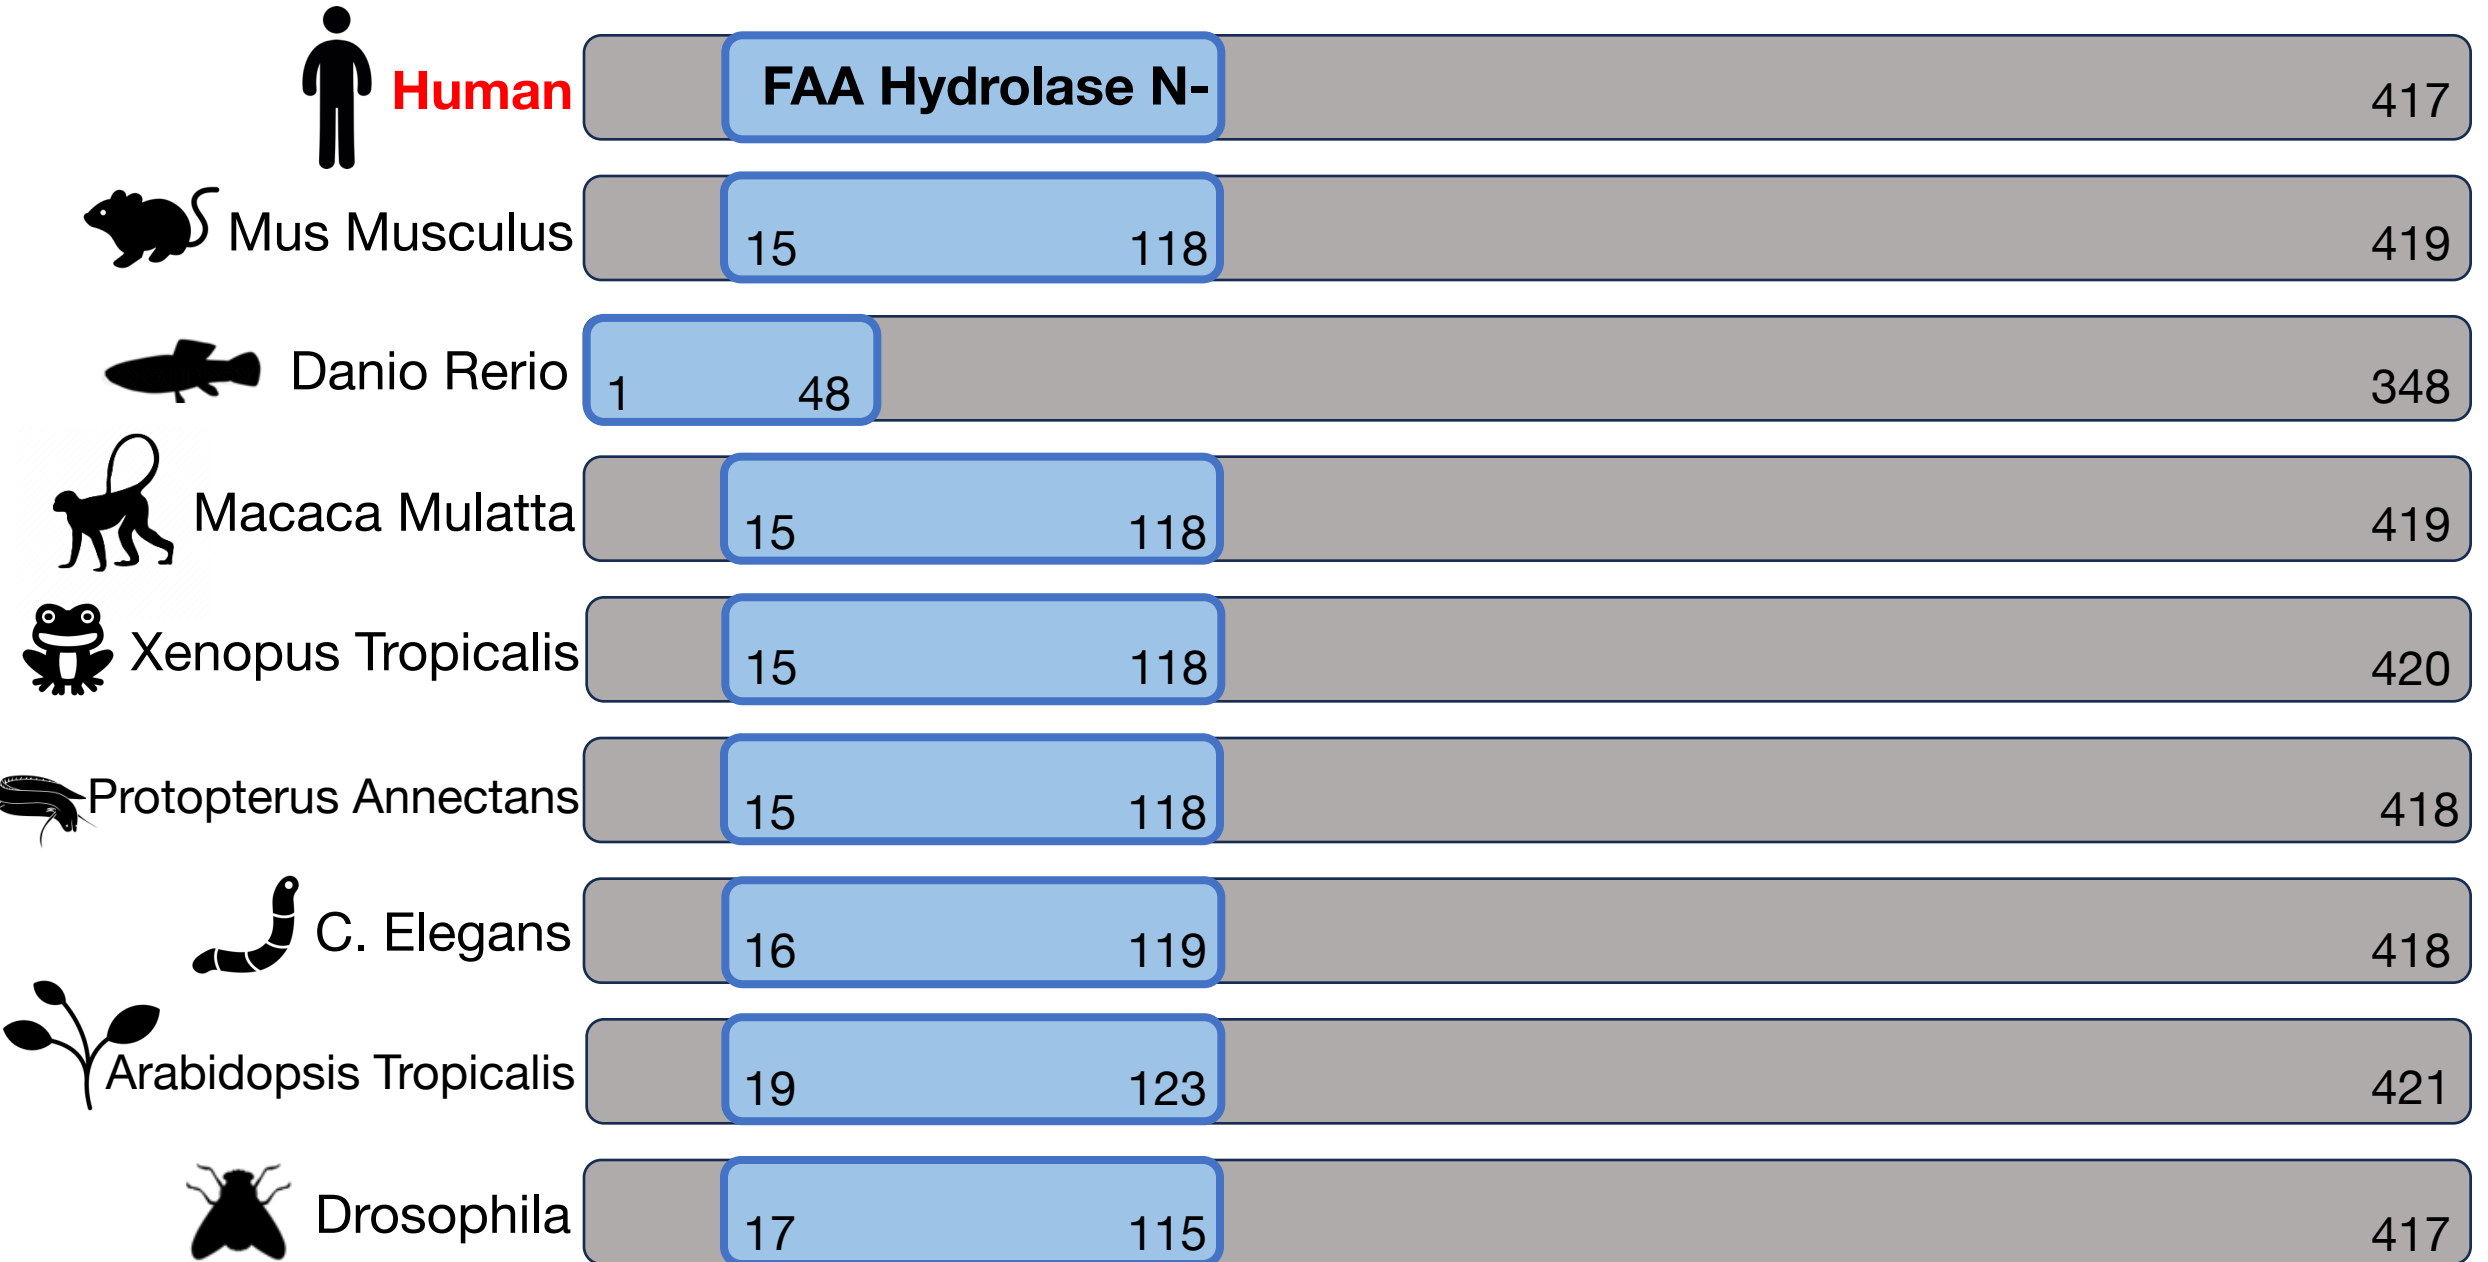 Human FAA Hydrolase N- 417
Mus Musculus 15 118 419
Danio Rerio 1 48 348
Macaca Mulatta 15 118 419
Xenopus Tropicalis 15 118 420
Protopterus Annectans 15 118 418
C. Elegans 16 119 418
Arabidopsis Tropicalis 19 123 421
Drosophila 17 115 417